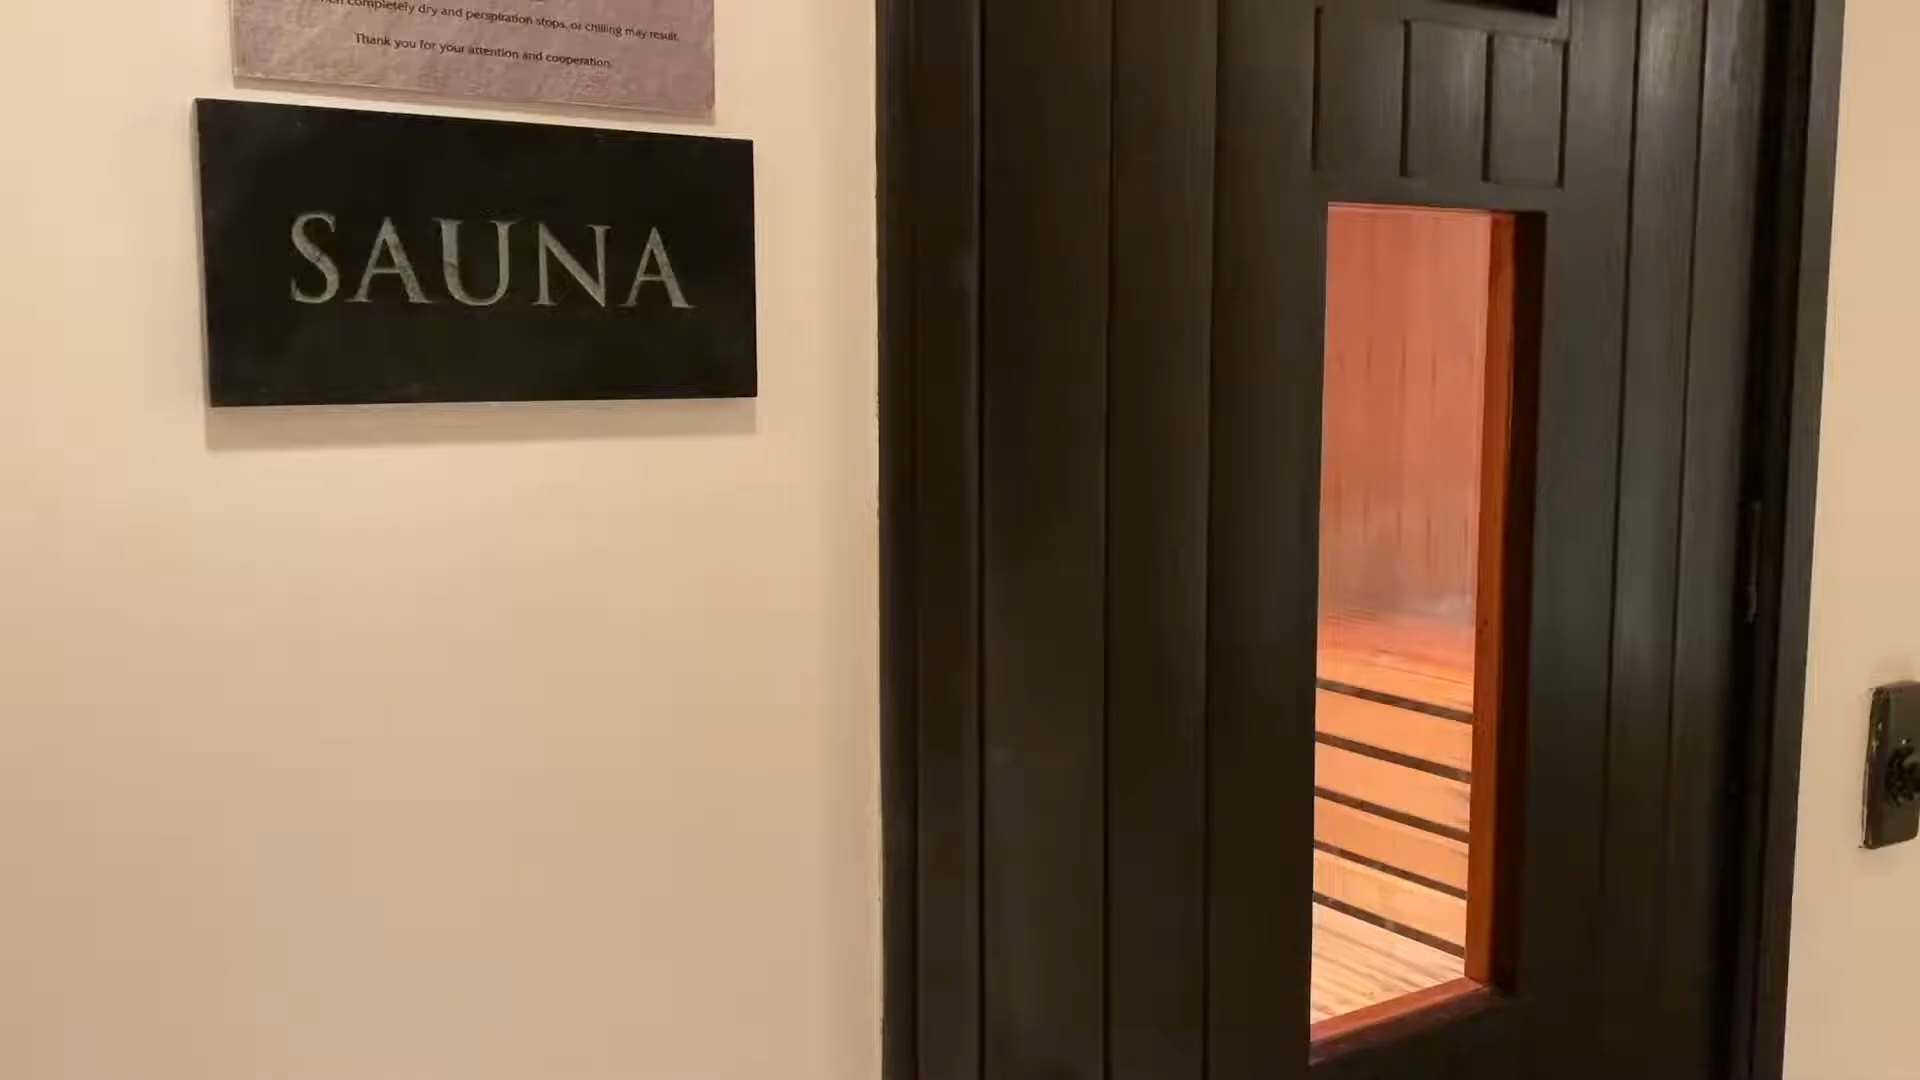 completely dry and perspiration stops, or chilling may result.
Thank you for your attention and cooperation.
SAUNA